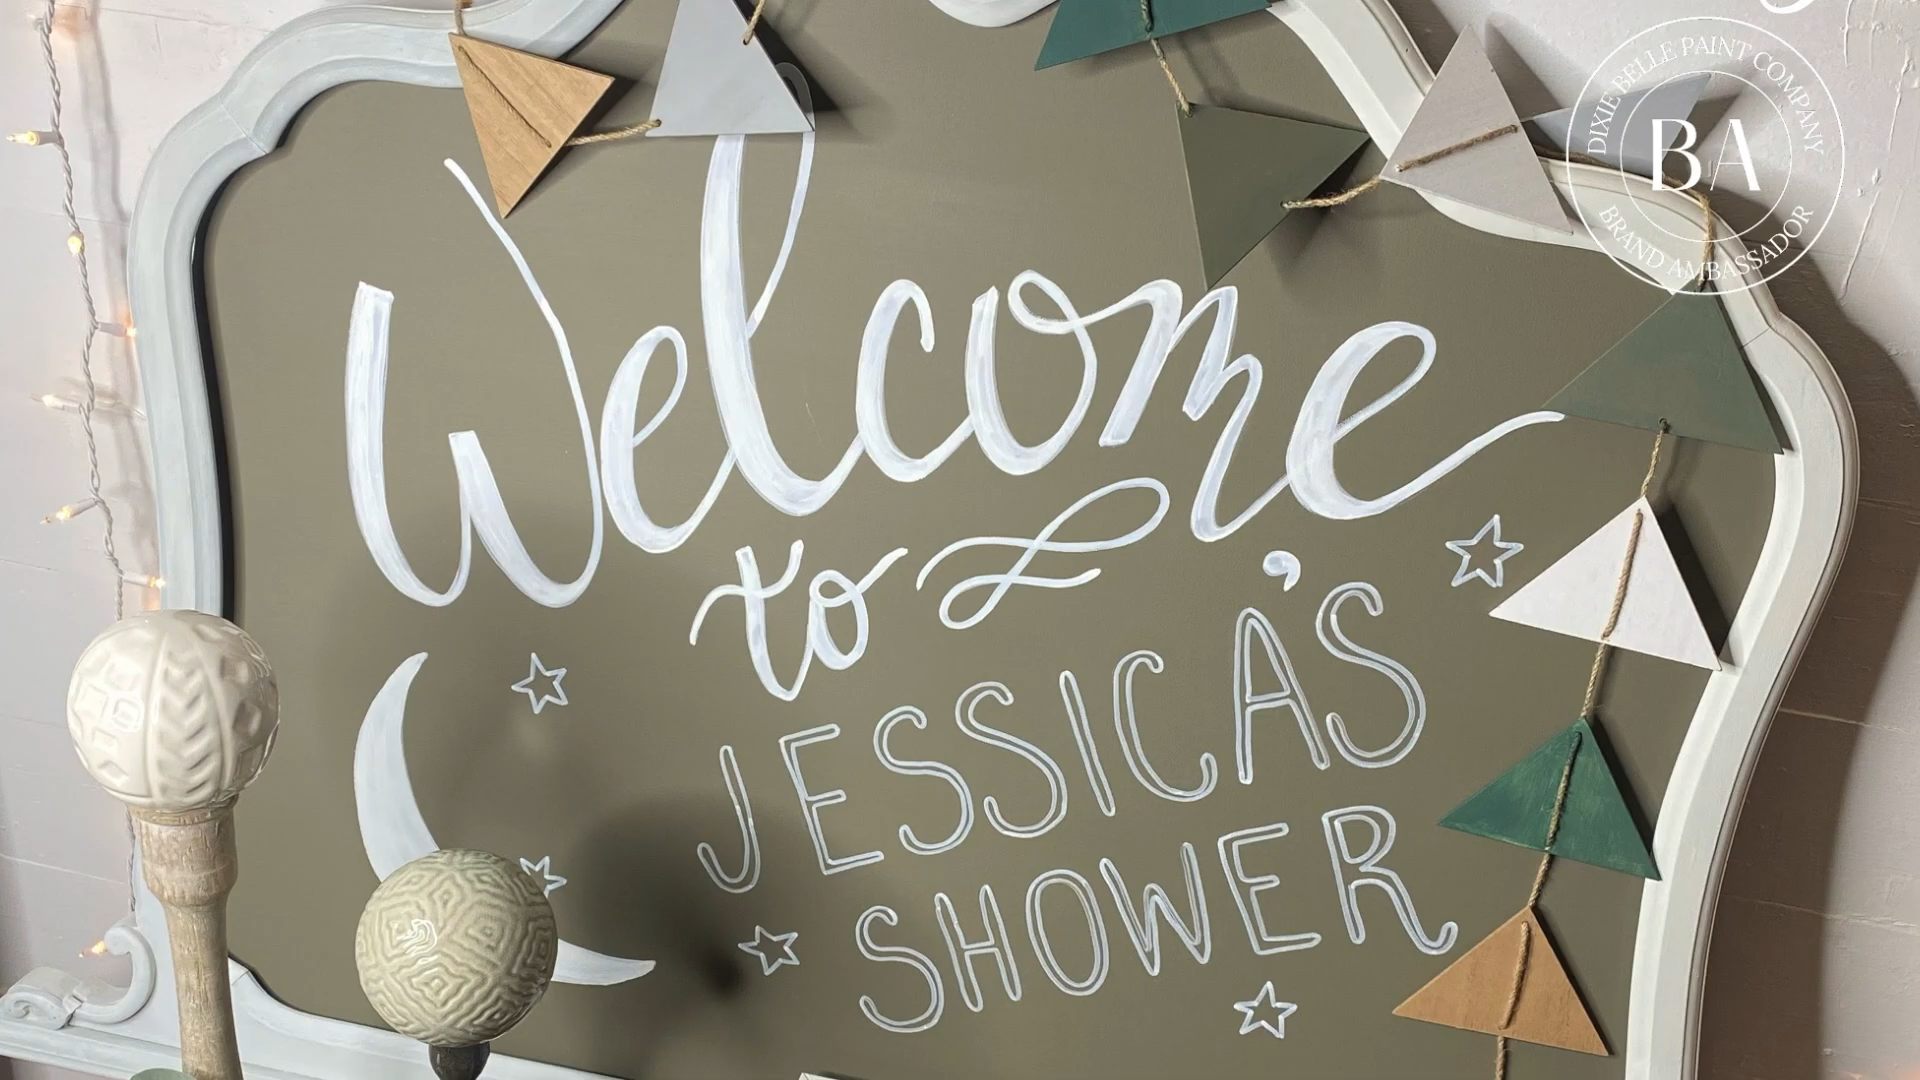 Welcome
to
JESSICA'S
SHOWER
DIXIE BELLE PAINT COMPANY
BA
BRAND AMBASSADOR